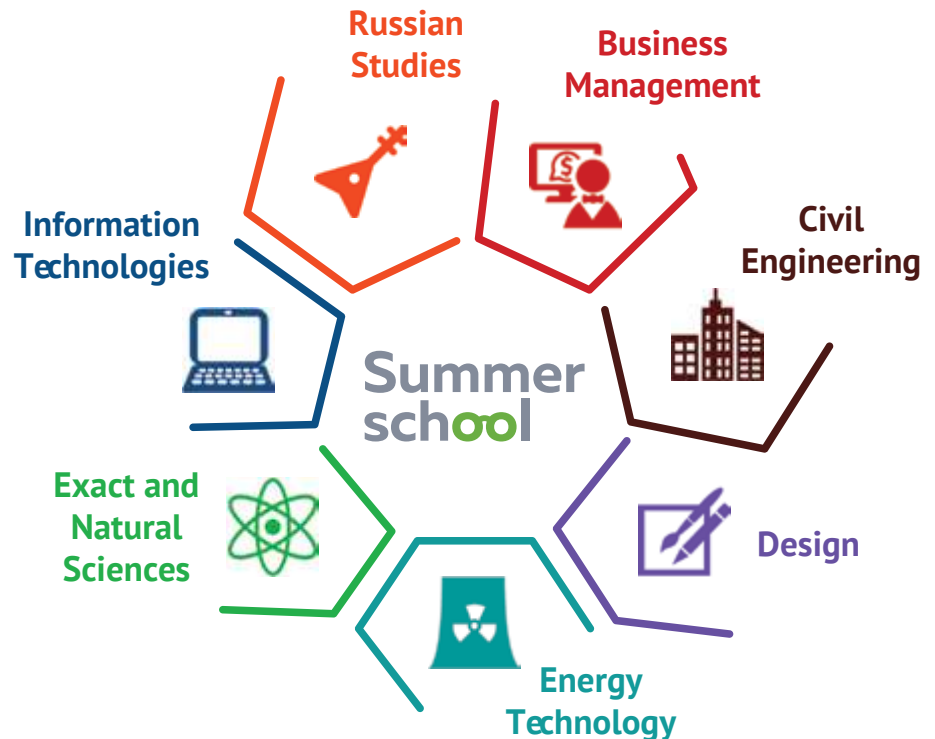 Russian
Studies
Business
Management
Information
Technologies
Civil
Engineering
Summer
school
Exact and
Natural
Sciences
Design
Energy
Technology